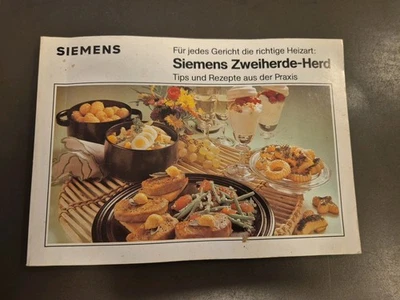 SIEMENS
Für jedes Gericht die richtige Heizart:
Siemens Zweiherde-Herd
Tips und Rezepte aus der Praxis